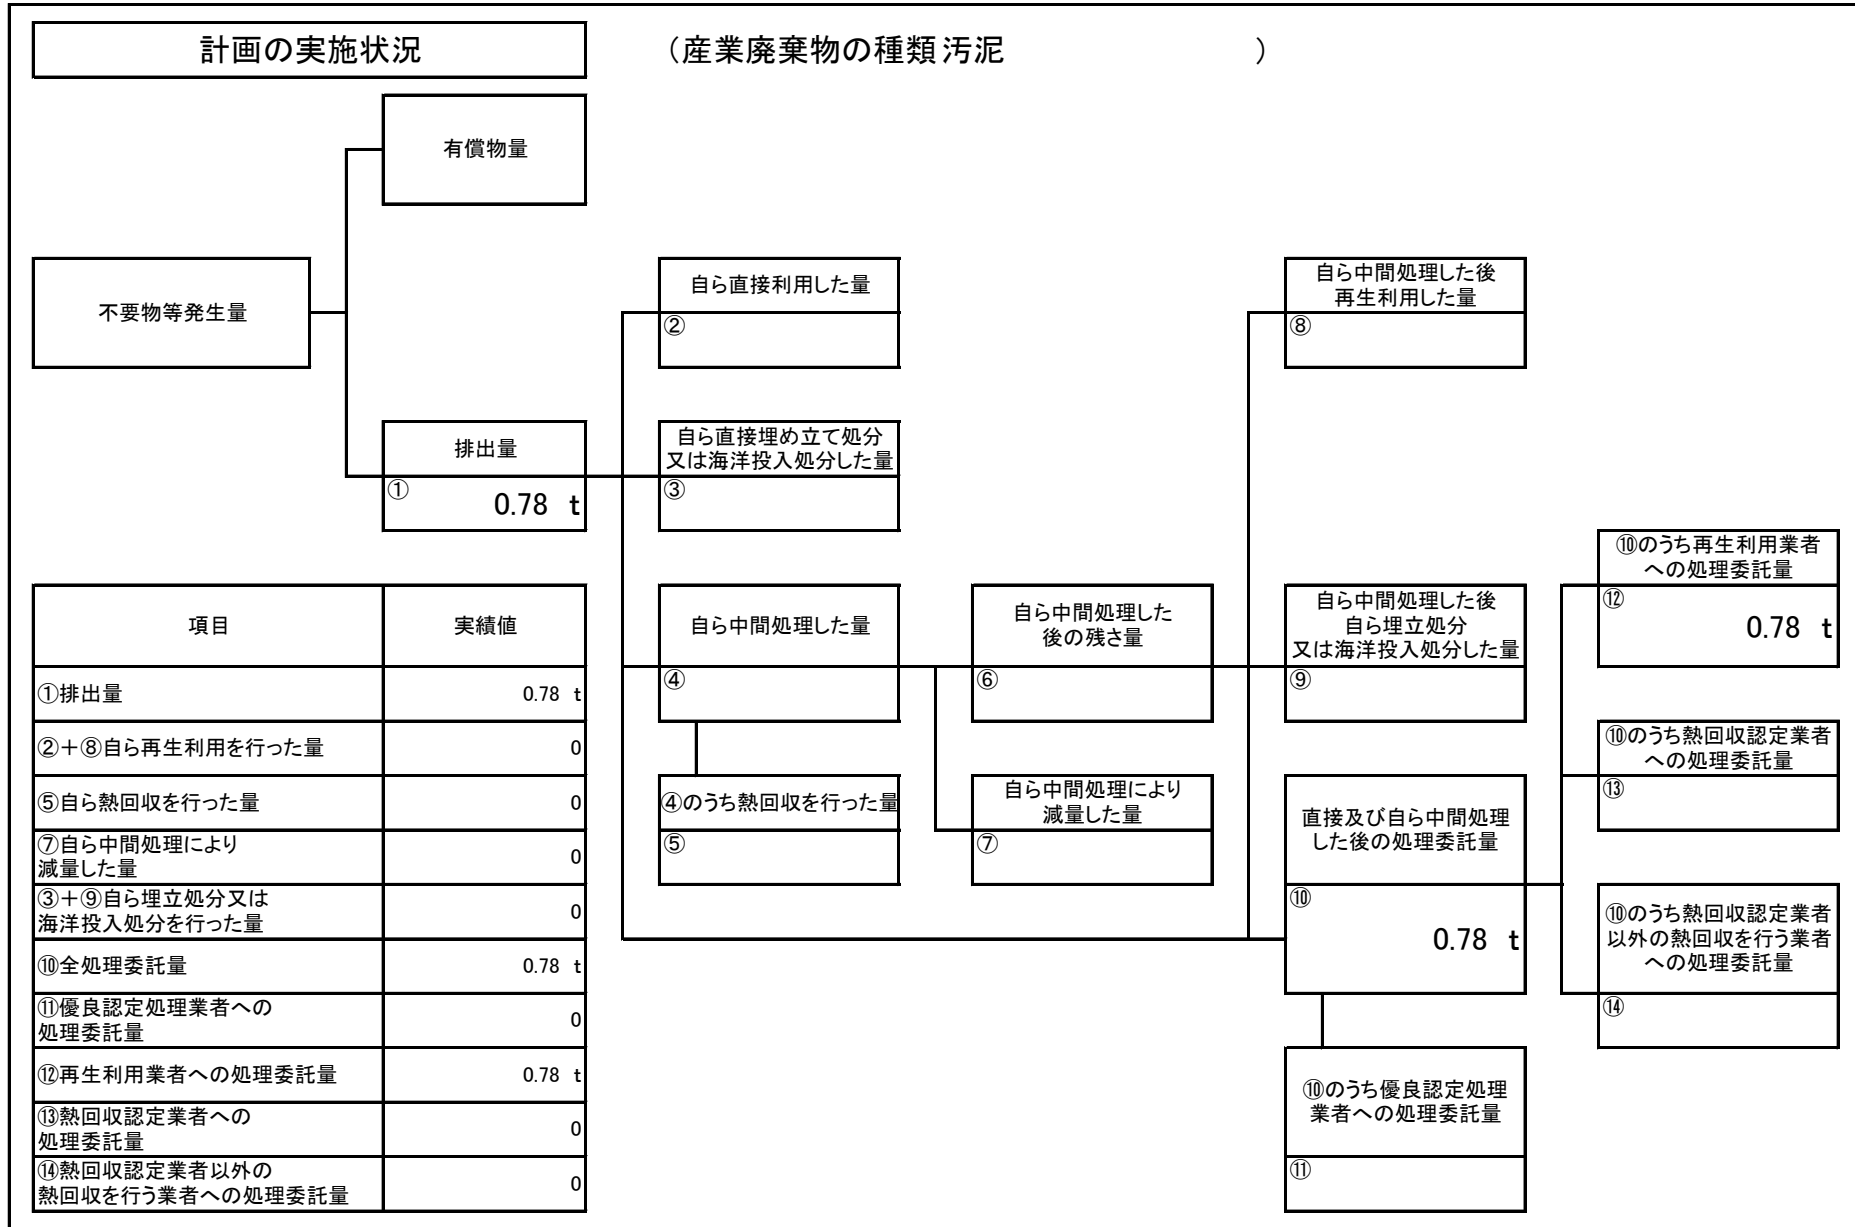 計画の実施状況
（産業廃棄物の種類 汚泥　　　　　　　）
有償物量
不要物等発生量
排出量
① 0.78 t
自ら直接利用した量
②
自ら直接埋め立て処分
又は海洋投入処分した量
③
自ら中間処理した量
④
④のうち熱回収を行った量
⑤
自ら中間処理した
後の残さ量
⑥
自ら中間処理により
減量した量
⑦
自ら中間処理した後
再生利用した量
⑧
自ら中間処理した後
自ら埋立処分
又は海洋投入処分した量
⑨
直接及び自ら中間処理
した後の処理委託量
⑩
0.78 t
⑩のうち優良認定処理
業者への処理委託量
⑪
⑩のうち再生利用業者
への処理委託量
⑫
0.78 t
⑩のうち熱回収認定業者
への処理委託量
⑬
⑩のうち熱回収認定業者
以外の熱回収を行う業者
への処理委託量
⑭
項目 実績値
①排出量 0.78 t
②＋⑧自ら再生利用を行った量 0
⑤自ら熱回収を行った量 0
⑦自ら中間処理により
減量した量 0
③＋⑨自ら埋立処分又は
海洋投入処分を行った量 0
⑩全処理委託量 0.78 t
⑪優良認定処理業者への
処理委託量 0
⑫再生利用業者への処理委託量 0.78 t
⑬熱回収認定業者への
処理委託量 0
⑭熱回収認定業者以外の
熱回収を行う業者への処理委託量 0